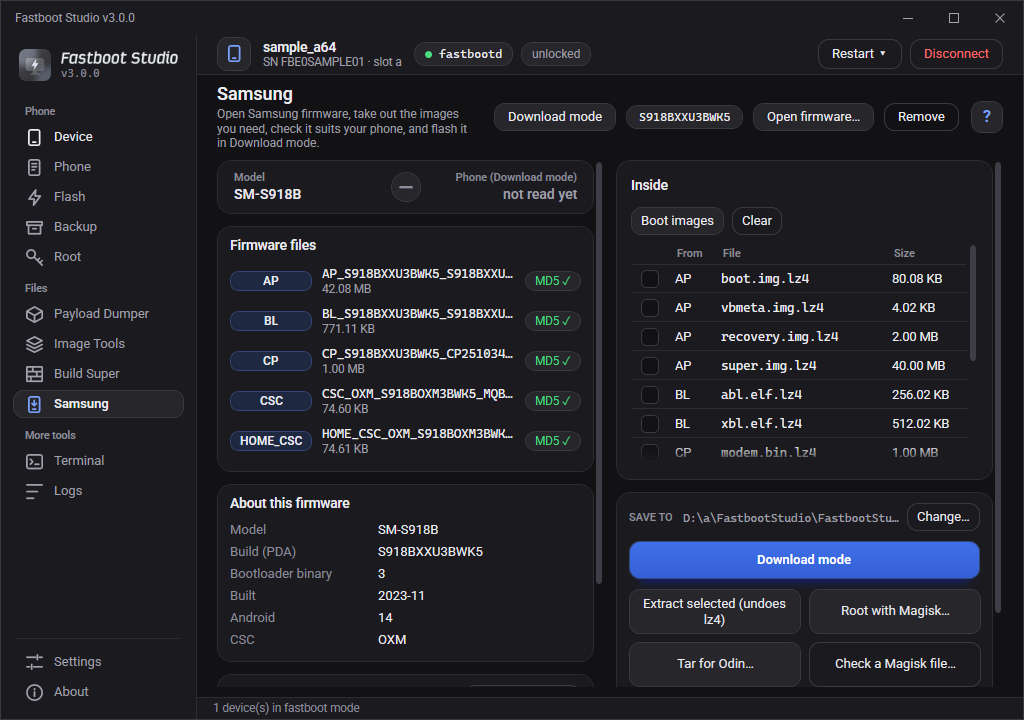 Fastboot Studio v3.0.0
Fastboot Studio
v3.0.0
Phone
Device
Phone
Flash
Backup
Root
Files
Payload Dumper
Image Tools
Build Super
Samsung
More tools
Terminal
Logs
Settings
About
sample_a64
SN FBE0SAMPLE01 · slot a
fastbootd
unlocked
Restart ▾
Disconnect
Samsung
Open Samsung firmware, take out the images
you need, check it suits your phone, and flash it
in Download mode.
Download mode
S918BXXU3BWK5
Open firmware…
Remove
?
Model
SM-S918B
Phone (Download mode)
not read yet
Firmware files
AP
AP_S918BXXU3BWK5_S918BXXU…
42.08 MB
MD5 ✓
BL
BL_S918BXXU3BWK5_S918BXXU…
771.11 KB
MD5 ✓
CP
CP_S918BXXU3BWK5_CP251034…
1.00 MB
MD5 ✓
CSC
CSC_OXM_S918BOXM3BWK5_MQB…
74.60 KB
MD5 ✓
HOME_CSC
HOME_CSC_OXM_S918BOXM3BWK…
74.61 KB
MD5 ✓
About this firmware
Model SM-S918B
Build (PDA) S918BXXU3BWK5
Bootloader binary 3
Built 2023-11
Android 14
CSC OXM
Inside
Boot images
Clear
From File Size
AP boot.img.lz4 80.08 KB
AP vbmeta.img.lz4 4.02 KB
AP recovery.img.lz4 2.00 MB
AP super.img.lz4 40.00 MB
BL abl.elf.lz4 256.02 KB
BL xbl.elf.lz4 512.02 KB
CP modem.bin.lz4 1.00 MB
SAVE TO D:\a\FastbootStudio\FastbootStu…
Change…
Download mode
Extract selected (undoes
lz4)
Root with Magisk…
Tar for Odin…
Check a Magisk file…
1 device(s) in fastboot mode